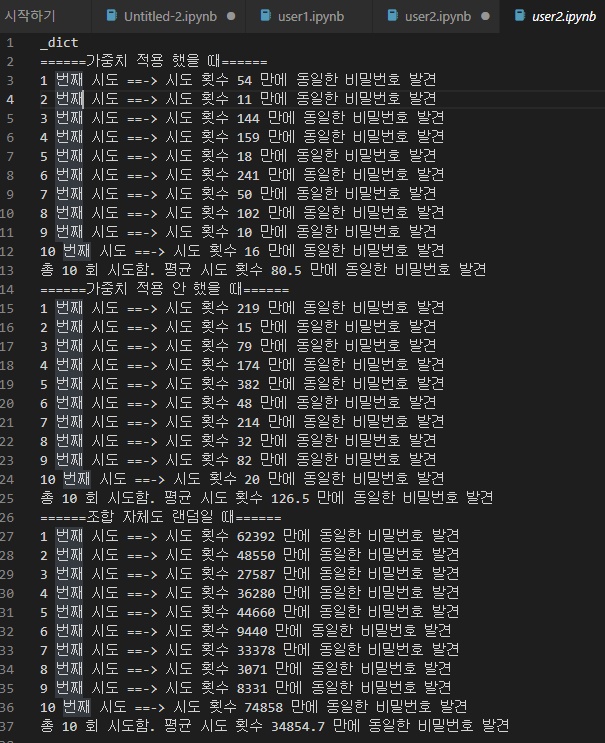 시작하기 Untitled-2.ipynb user1.ipynb user2.ipynb user2.ipynb
1 _dict
2 ======가중치 적용 했을 때======
3 1 번째 시도 ==-> 시도 횟수 54 만에 동일한 비밀번호 발견
4 2 번째 시도 ==-> 시도 횟수 11 만에 동일한 비밀번호 발견
5 3 번째 시도 ==-> 시도 횟수 144 만에 동일한 비밀번호 발견
6 4 번째 시도 ==-> 시도 횟수 159 만에 동일한 비밀번호 발견
7 5 번째 시도 ==-> 시도 횟수 18 만에 동일한 비밀번호 발견
8 6 번째 시도 ==-> 시도 횟수 241 만에 동일한 비밀번호 발견
9 7 번째 시도 ==-> 시도 횟수 50 만에 동일한 비밀번호 발견
10 8 번째 시도 ==-> 시도 횟수 102 만에 동일한 비밀번호 발견
11 9 번째 시도 ==-> 시도 횟수 10 만에 동일한 비밀번호 발견
12 10 번째 시도 ==-> 시도 횟수 16 만에 동일한 비밀번호 발견
13 총 10 회 시도함. 평균 시도 횟수 80.5 만에 동일한 비밀번호 발견
14 ======가중치 적용 안 했을 때======
15 1 번째 시도 ==-> 시도 횟수 219 만에 동일한 비밀번호 발견
16 2 번째 시도 ==-> 시도 횟수 15 만에 동일한 비밀번호 발견
17 3 번째 시도 ==-> 시도 횟수 79 만에 동일한 비밀번호 발견
18 4 번째 시도 ==-> 시도 횟수 174 만에 동일한 비밀번호 발견
19 5 번째 시도 ==-> 시도 횟수 382 만에 동일한 비밀번호 발견
20 6 번째 시도 ==-> 시도 횟수 48 만에 동일한 비밀번호 발견
21 7 번째 시도 ==-> 시도 횟수 214 만에 동일한 비밀번호 발견
22 8 번째 시도 ==-> 시도 횟수 32 만에 동일한 비밀번호 발견
23 9 번째 시도 ==-> 시도 횟수 82 만에 동일한 비밀번호 발견
24 10 번째 시도 ==-> 시도 횟수 20 만에 동일한 비밀번호 발견
25 총 10 회 시도함. 평균 시도 횟수 126.5 만에 동일한 비밀번호 발견
26 ======조합 자체도 랜덤일 때======
27 1 번째 시도 ==-> 시도 횟수 62392 만에 동일한 비밀번호 발견
28 2 번째 시도 ==-> 시도 횟수 48550 만에 동일한 비밀번호 발견
29 3 번째 시도 ==-> 시도 횟수 27587 만에 동일한 비밀번호 발견
30 4 번째 시도 ==-> 시도 횟수 36280 만에 동일한 비밀번호 발견
31 5 번째 시도 ==-> 시도 횟수 44660 만에 동일한 비밀번호 발견
32 6 번째 시도 ==-> 시도 횟수 9440 만에 동일한 비밀번호 발견
33 7 번째 시도 ==-> 시도 횟수 33378 만에 동일한 비밀번호 발견
34 8 번째 시도 ==-> 시도 횟수 3071 만에 동일한 비밀번호 발견
35 9 번째 시도 ==-> 시도 횟수 8331 만에 동일한 비밀번호 발견
36 10 번째 시도 ==-> 시도 횟수 74858 만에 동일한 비밀번호 발견
37 총 10 회 시도함. 평균 시도 횟수 34854.7 만에 동일한 비밀번호 발견